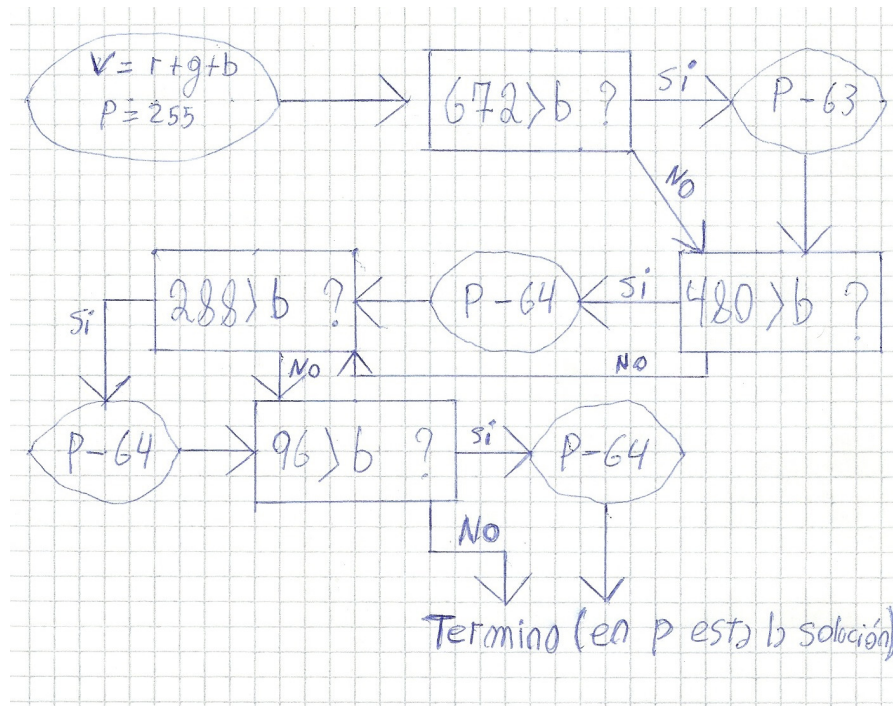 V = r+g+b
P = 255
672>b ?
si
P-63
NO
480>b ?
si
P-64
288>b ?
NO
si
NO
P-64
96>b ?
si
P-64
NO
Termino (en p esta b solución)